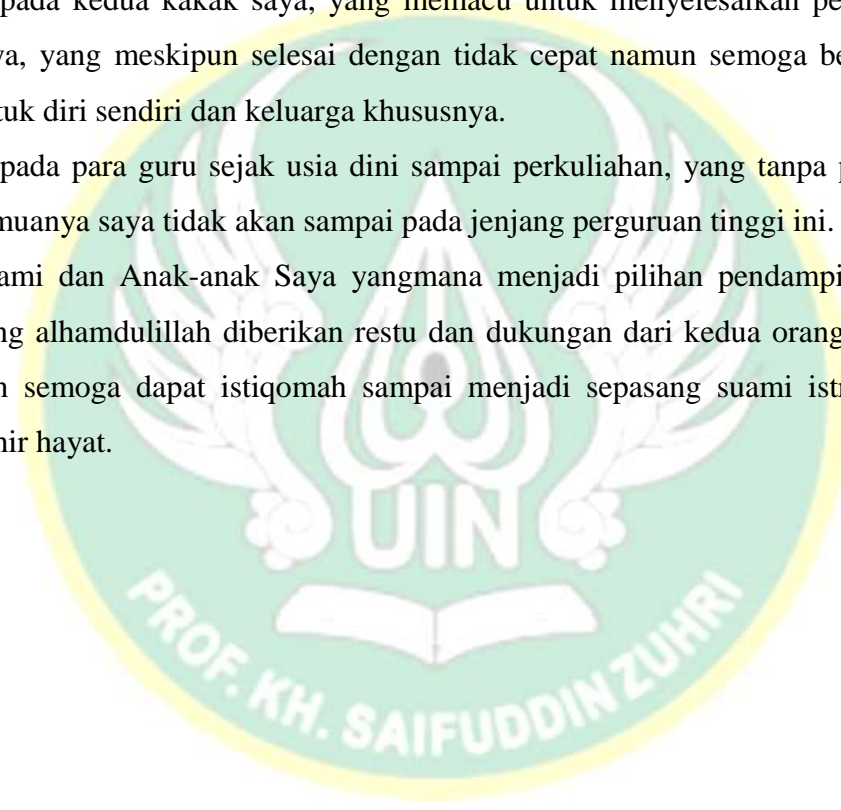 pada kedua kakak saya, yang memacu untuk menyelesaikan pe
va, yang meskipun selesai dengan tidak cepat namun semoga be
tuk diri sendiri dan keluarga khususnya.
pada para guru sejak usia dini sampai perkuliahan, yang tanpa p
muanya saya tidak akan sampai pada jenjang perguruan tinggi ini.
ami dan Anak-anak Saya yangmana menjadi pilihan pendampi
ng alhamdulillah diberikan restu dan dukungan dari kedua orang
n semoga dapat istiqomah sampai menjadi sepasang suami istr
hir hayat.
UIN
PROF. KH. SAIFUDDIN ZUHRI